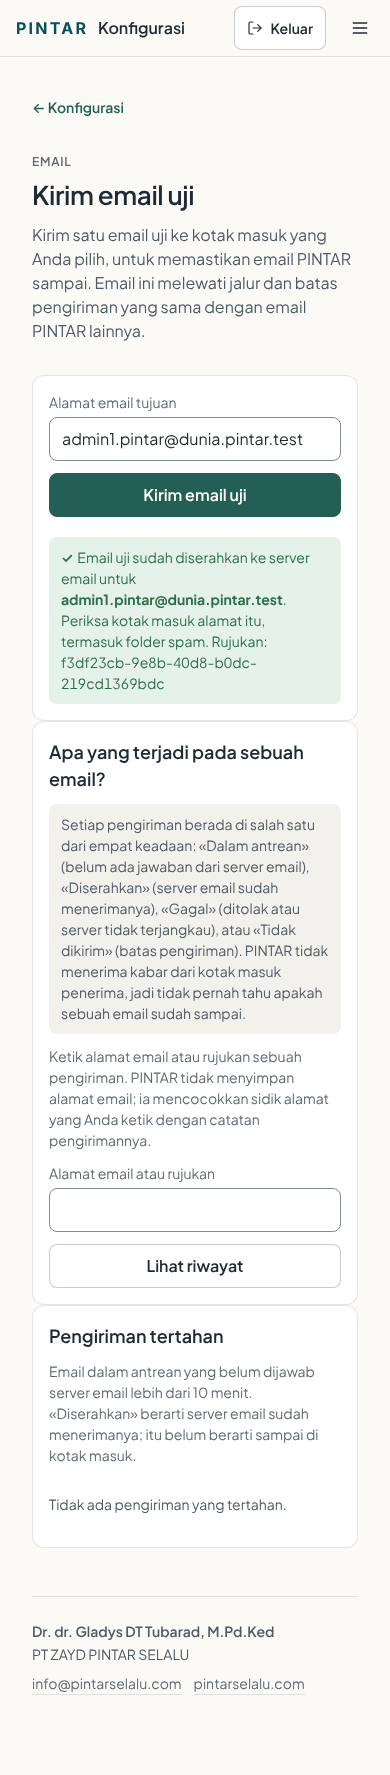 PINTAR Konfigurasi
Keluar
← Konfigurasi
EMAIL
Kirim email uji
Kirim satu email uji ke kotak masuk yang
Anda pilih, untuk memastikan email PINTAR
sampai. Email ini melewati jalur dan batas
pengiriman yang sama dengan email
PINTAR lainnya.
Alamat email tujuan
admin1.pintar@dunia.pintar.test
Kirim email uji
✓ Email uji sudah diserahkan ke server
email untuk
admin1.pintar@dunia.pintar.test.
Periksa kotak masuk alamat itu,
termasuk folder spam. Rujukan:
f3df23cb-9e8b-40d8-b0dc-
219cd1369bdc
Apa yang terjadi pada sebuah
email?
Setiap pengiriman berada di salah satu
dari empat keadaan: «Dalam antrean»
(belum ada jawaban dari server email),
«Diserahkan» (server email sudah
menerimanya), «Gagal» (ditolak atau
server tidak terjangkau), atau «Tidak
dikirim» (batas pengiriman). PINTAR tidak
menerima kabar dari kotak masuk
penerima, jadi tidak pernah tahu apakah
sebuah email sudah sampai.
Ketik alamat email atau rujukan sebuah
pengiriman. PINTAR tidak menyimpan
alamat email; ia mencocokkan sidik alamat
yang Anda ketik dengan catatan
pengirimannya.
Alamat email atau rujukan
Lihat riwayat
Pengiriman tertahan
Email dalam antrean yang belum dijawab
server email lebih dari 10 menit.
«Diserahkan» berarti server email sudah
menerimanya; itu belum berarti sampai di
kotak masuk.
Tidak ada pengiriman yang tertahan.
Dr. dr. Gladys DT Tubarad, M.Pd.Ked
PT ZAYD PINTAR SELALU
info@pintarselalu.com pintarselalu.com